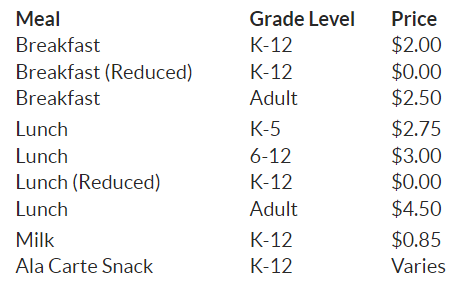 Meal Grade Level Price
Breakfast K-12 $2.00
Breakfast (Reduced) K-12 $0.00
Breakfast Adult $2.50
Lunch K-5 $2.75
Lunch 6-12 $3.00
Lunch (Reduced) K-12 $0.00
Lunch Adult $4.50
Milk K-12 $0.85
Ala Carte Snack K-12 Varies